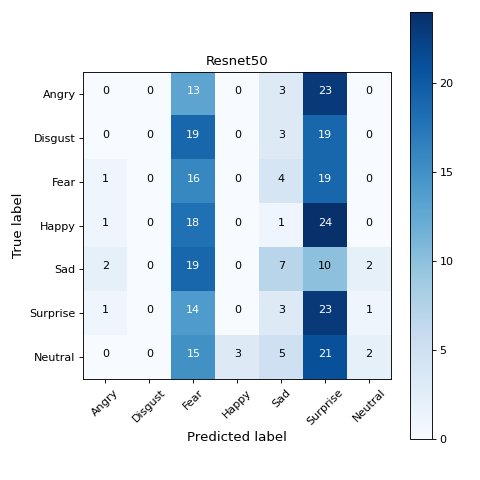 Resnet50
True label
Angry 0 0 13 0 3 23 0
Disgust 0 0 19 0 3 19 0
Fear 1 0 16 0 4 19 0
Happy 1 0 18 0 1 24 0
Sad 2 0 19 0 7 10 2
Surprise 1 0 14 0 3 23 1
Neutral 0 0 15 3 5 21 2
Angry Disgust Fear Happy Sad Surprise Neutral
Predicted label
20
15
10
5
0